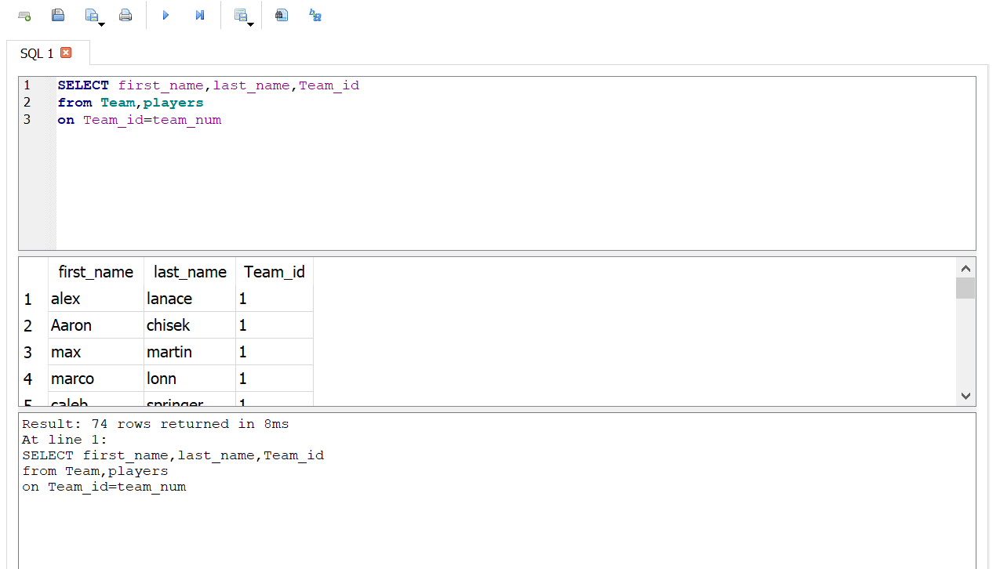 SQL 1
1 SELECT first_name,last_name,Team_id
2 from Team,players
3 on Team_id=team_num
first_name last_name Team_id
1 alex lanace 1
2 Aaron chisek 1
3 max martin 1
4 marco lonn 1
5 caleb springer 1
Result: 74 rows returned in 8ms
At line 1:
SELECT first_name,last_name,Team_id
from Team,players
on Team_id=team_num